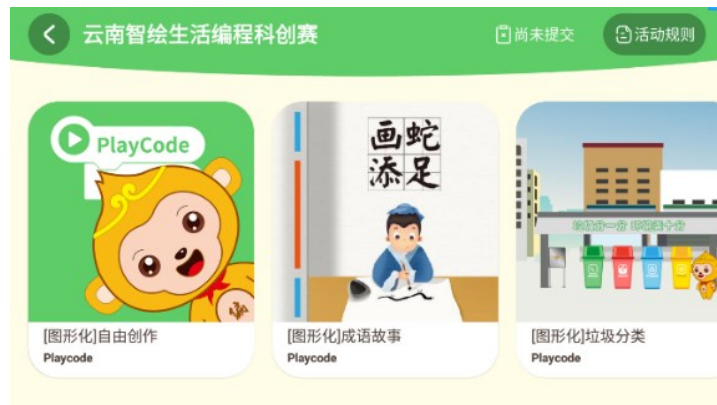 云南智绘生活编程科创赛
尚未提交
活动规则
PlayCode
画蛇
添足
[图形化]自由创作
Playcode
[图形化]成语故事
Playcode
[图形化]垃圾分类
Playcode